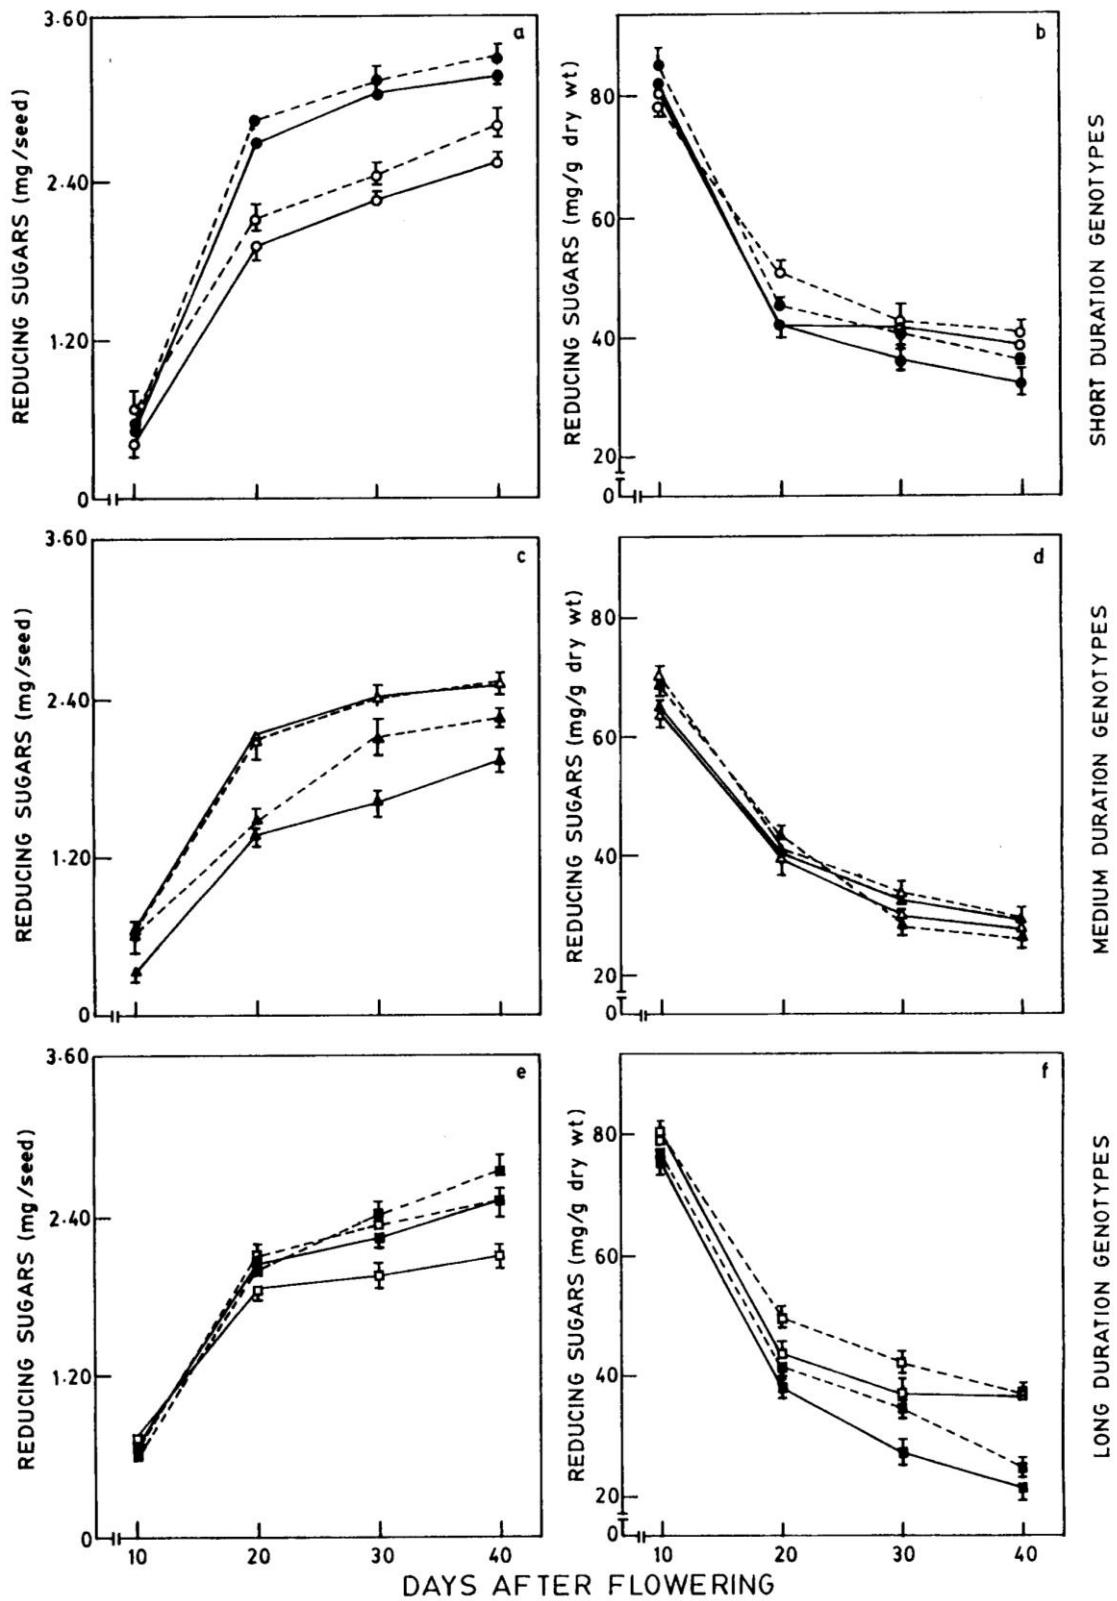 a
3·60
2·40
1·20
0
REDUCING SUGARS (mg/seed)
b
80
60
40
20
0
REDUCING SUGARS (mg/g dry wt)
SHORT DURATION GENOTYPES
c
3·60
2·40
1·20
0
REDUCING SUGARS (mg/seed)
d
80
60
40
20
0
REDUCING SUGARS (mg/g dry wt)
MEDIUM DURATION GENOTYPES
e
3·60
2·40
1·20
0
REDUCING SUGARS (mg/seed)
10 20 30 40
f
80
60
40
20
0
REDUCING SUGARS (mg/g dry wt)
10 20 30 40
LONG DURATION GENOTYPES
DAYS AFTER FLOWERING